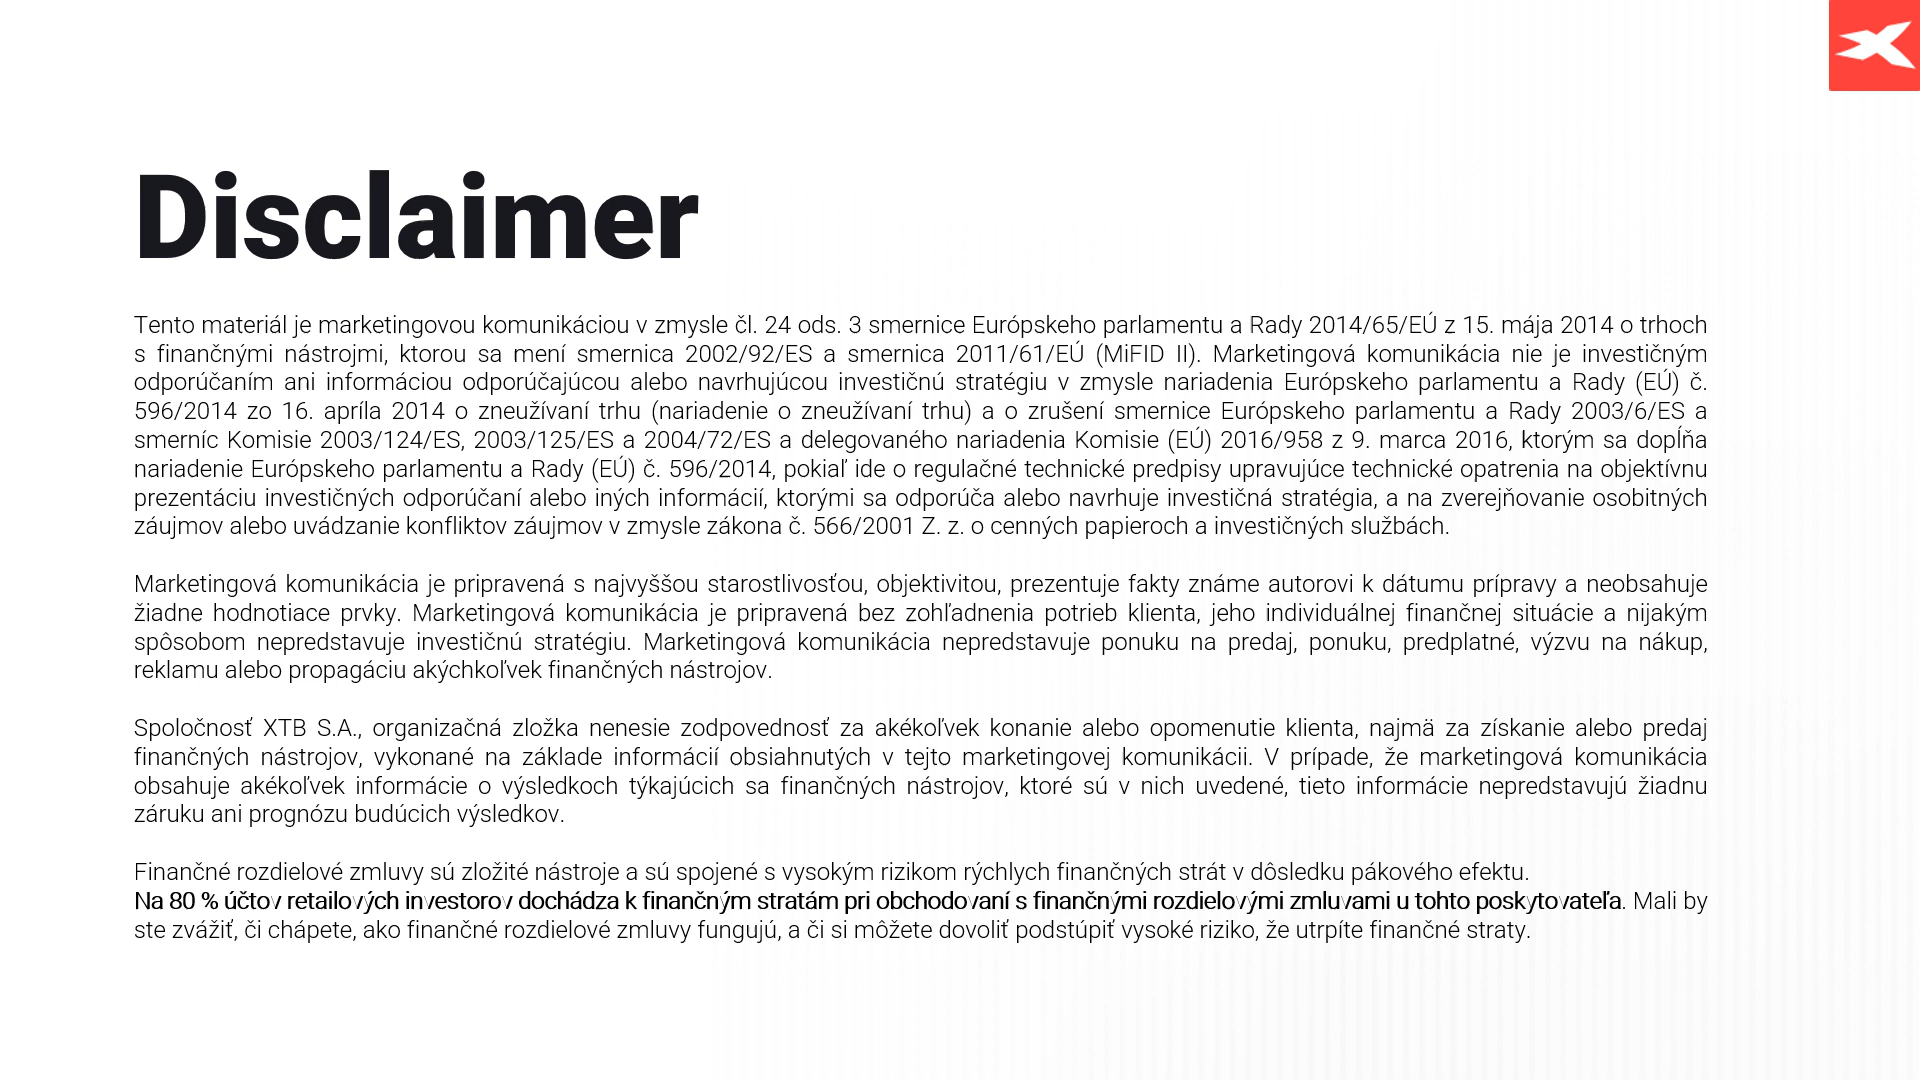 Disclaimer
Tento materiál je marketingovou komunikáciou v zmysle čl. 24 ods. 3 smernice Európskeho parlamentu a Rady 2014/65/EÚ z 15. mája 2014 o trhoch
s finančnými nástrojmi, ktorou sa mení smernica 2002/92/ES a smernica 2011/61/EÚ (MiFID II). Marketingová komunikácia nie je investičným
odporúčaním ani informáciou odporúčajúcou alebo navrhujúcou investičnú stratégiu v zmysle nariadenia Európskeho parlamentu a Rady (EÚ) č.
596/2014 zo 16. apríla 2014 o zneužívaní trhu (nariadenie o zneužívaní trhu) a o zrušení smernice Európskeho parlamentu a Rady 2003/6/ES a
smerníc Komisie 2003/124/ES, 2003/125/ES a 2004/72/ES a delegovaného nariadenia Komisie (EÚ) 2016/958 z 9. marca 2016, ktorým sa dopĺňa
nariadenie Európskeho parlamentu a Rady (EÚ) č. 596/2014, pokiaľ ide o regulačné technické predpisy upravujúce technické opatrenia na objektívnu
prezentáciu investičných odporúčaní alebo iných informácií, ktorými sa odporúča alebo navrhuje investičná stratégia, a na zverejňovanie osobitných
záujmov alebo uvádzanie konfliktov záujmov v zmysle zákona č. 566/2001 Z. z. o cenných papieroch a investičných službách.
Marketingová komunikácia je pripravená s najvyššou starostlivosťou, objektivitou, prezentuje fakty známe autorovi k dátumu prípravy a neobsahuje
žiadne hodnotiace prvky. Marketingová komunikácia je pripravená bez zohľadnenia potrieb klienta, jeho individuálnej finančnej situácie a nijakým
spôsobom nepredstavuje investičnú stratégiu. Marketingová komunikácia nepredstavuje ponuku na predaj, ponuku, predplatné, výzvu na nákup,
reklamu alebo propagáciu akýchkoľvek finančných nástrojov.
Spoločnosť XTB S.A., organizačná zložka nenesie zodpovednosť za akékoľvek konanie alebo opomenutie klienta, najmä za získanie alebo predaj
finančných nástrojov, vykonané na základe informácií obsiahnutých v tejto marketingovej komunikácii. V prípade, že marketingová komunikácia
obsahuje akékoľvek informácie o výsledkoch týkajúcich sa finančných nástrojov, ktoré sú v nich uvedené, tieto informácie nepredstavujú žiadnu
záruku ani prognózu budúcich výsledkov.
Finančné rozdielové zmluvy sú zložité nástroje a sú spojené s vysokým rizikom rýchlych finančných strát v dôsledku pákového efektu.
Na 80 % účtov retailových investorov dochádza k finančným stratám pri obchodovaní s finančnými rozdielovými zmluvami u tohto poskytovateľa. Mali by
ste zvážiť, či chápete, ako finančné rozdielové zmluvy fungujú, a či si môžete dovoliť podstúpiť vysoké riziko, že utrpíte finančné straty.